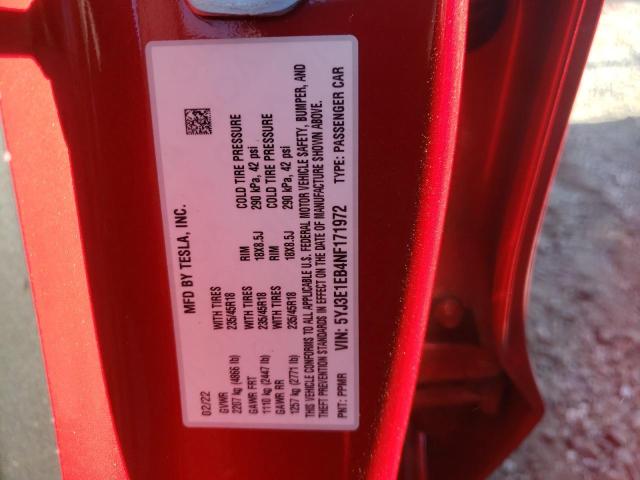 MFD BY TESLA, INC.
02/22
GVWR
2207 kg (4866 lb)
WITH TIRES
235/45R18
RIM
18X8.5J
COLD TIRE PRESSURE
290 kPa, 42 psi
GAWR FRT
1110 kg (2447 lb)
WITH TIRES
235/45R18
RIM
18X8.5J
COLD TIRE PRESSURE
290 kPa, 42 psi
GAWR RR
1257 kg (2771 lb)
THIS VEHICLE CONFORMS TO ALL APPLICABLE U.S. FEDERAL MOTOR VEHICLE SAFETY, BUMPER, AND
THEFT PREVENTION STANDARDS IN EFFECT ON THE DATE OF MANUFACTURE SHOWN ABOVE.
PNT: PPMR
VIN: 5YJ3E1EB4NF171972
TYPE: PASSENGER CAR